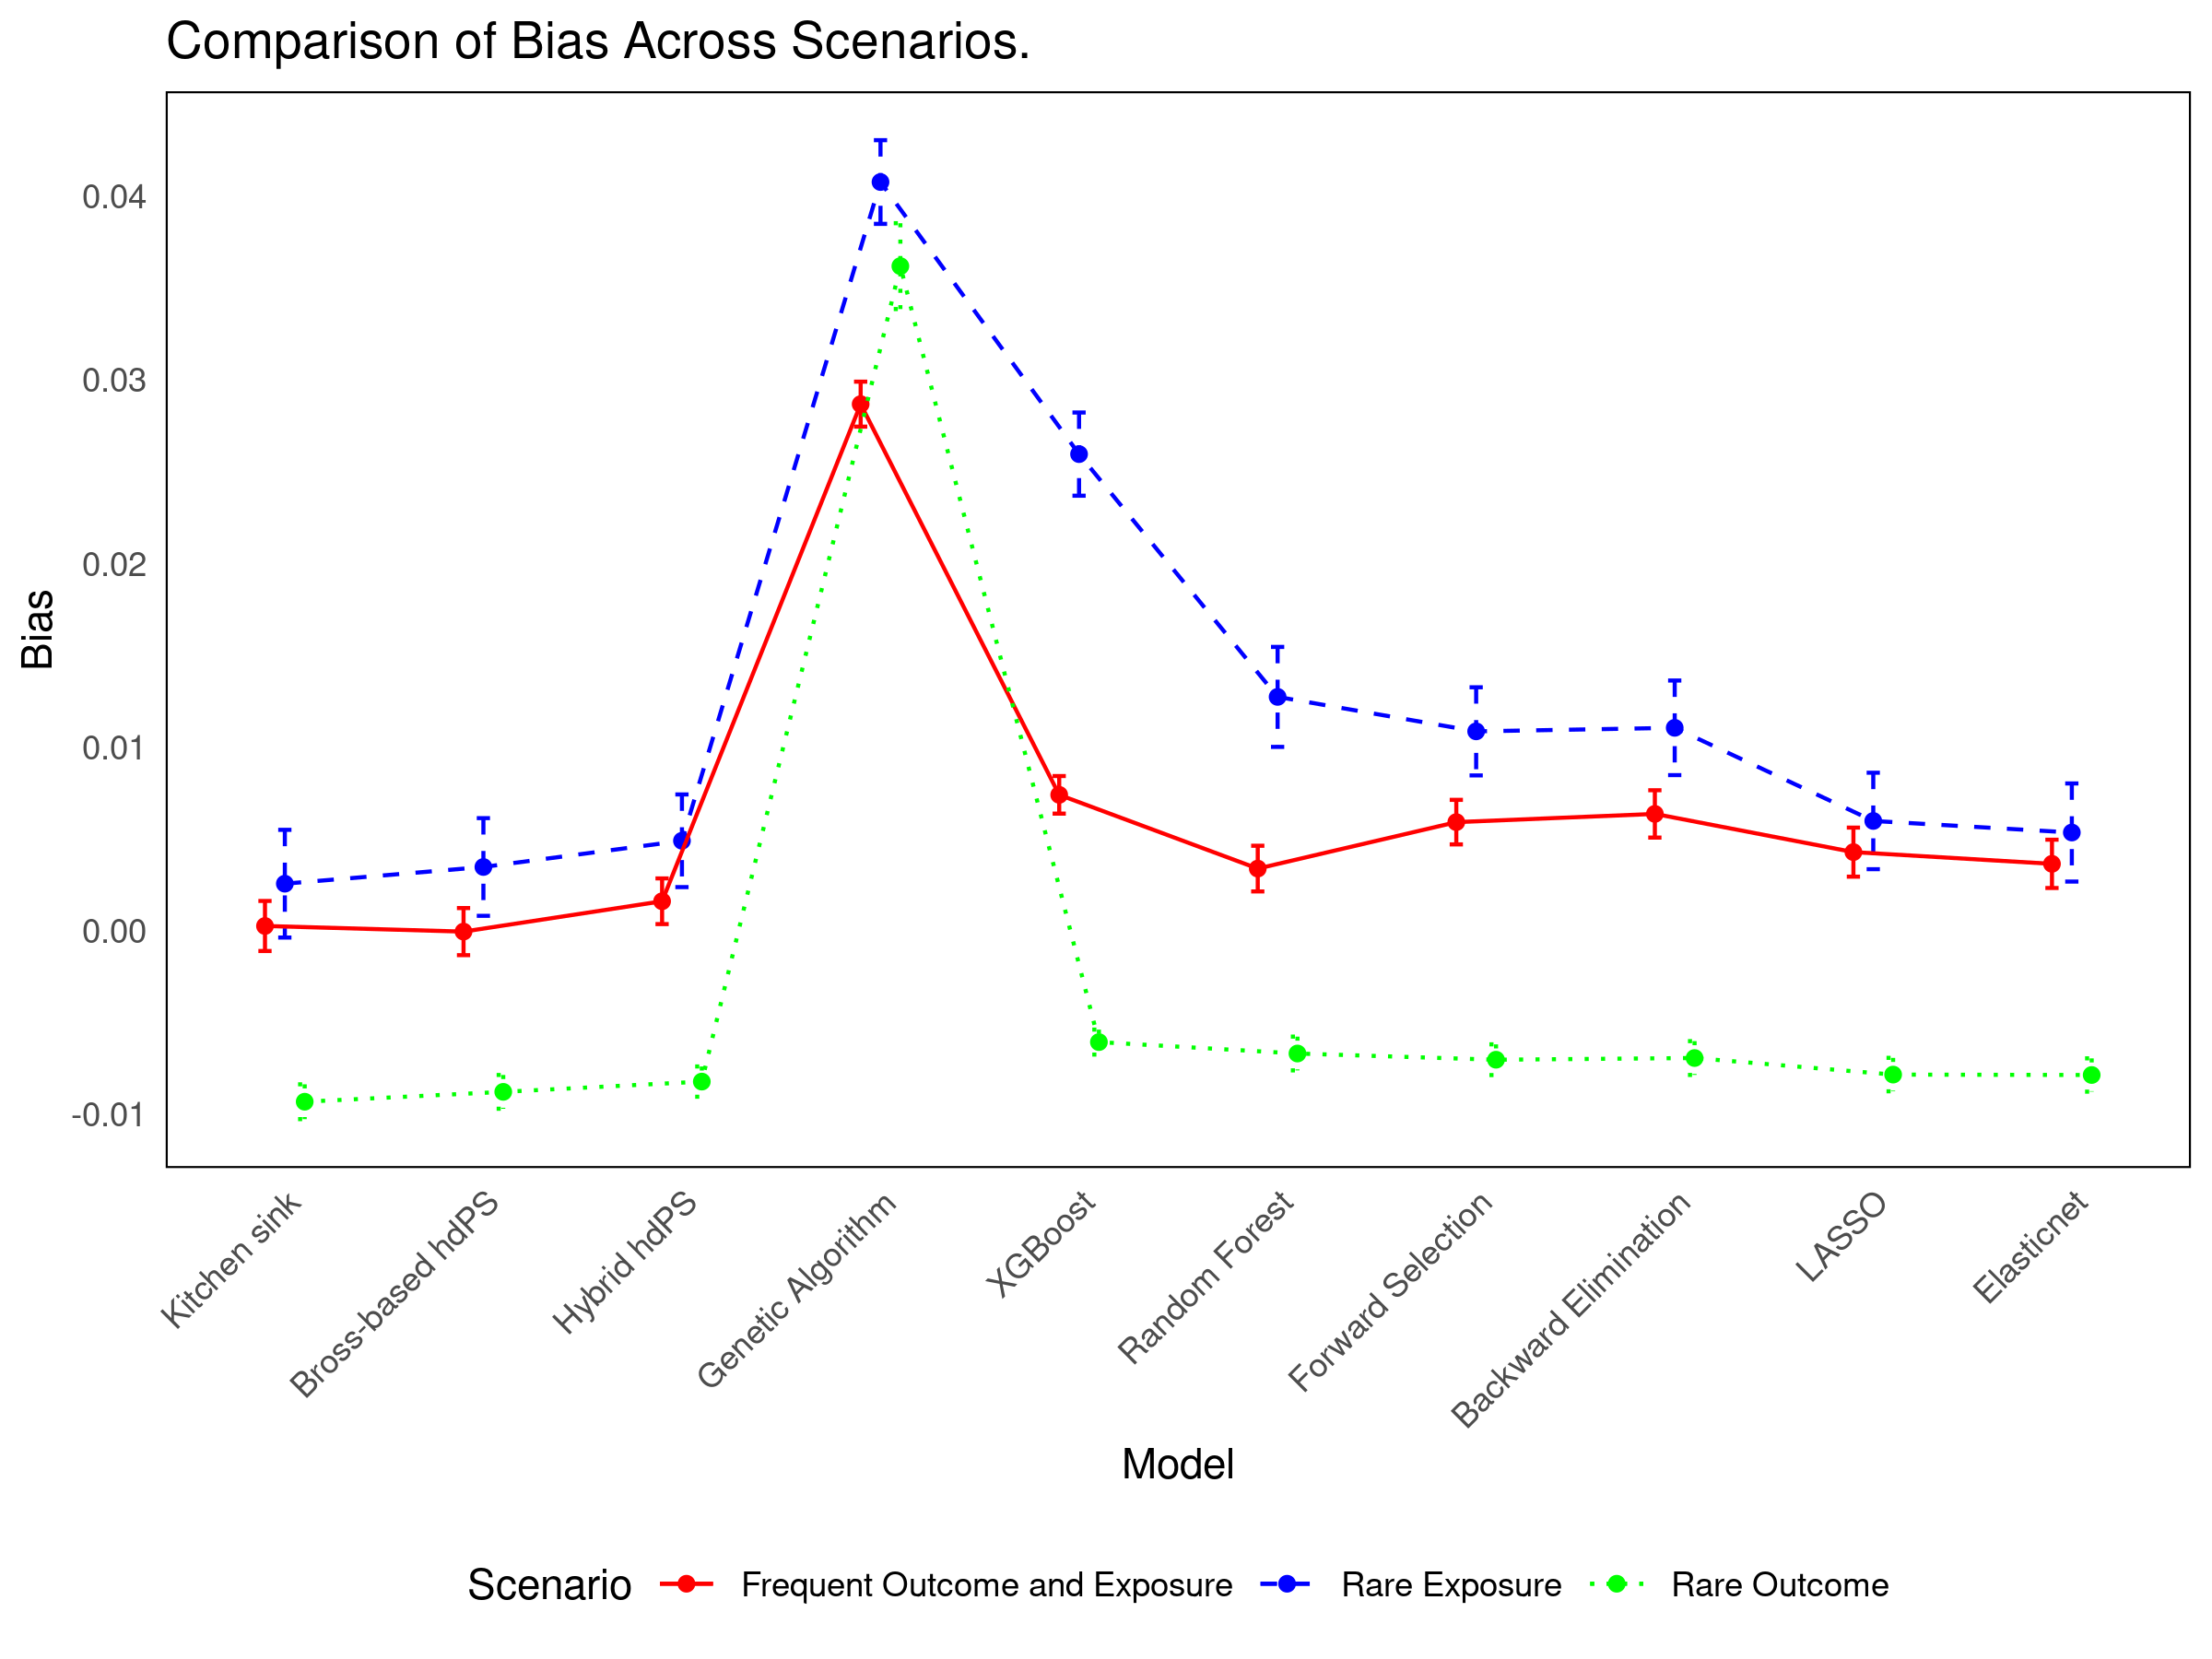 Comparison of Bias Across Scenarios.
Bias
0.04
0.03
0.02
0.01
0.00
-0.01
Kitchen sink
Bross-based hdPS
Hybrid hdPS
Genetic Algorithm
XGBoost
Random Forest
Forward Selection
Backward Elimination
LASSO
Elasticnet
Model
Scenario Frequent Outcome and Exposure Rare Exposure Rare Outcome